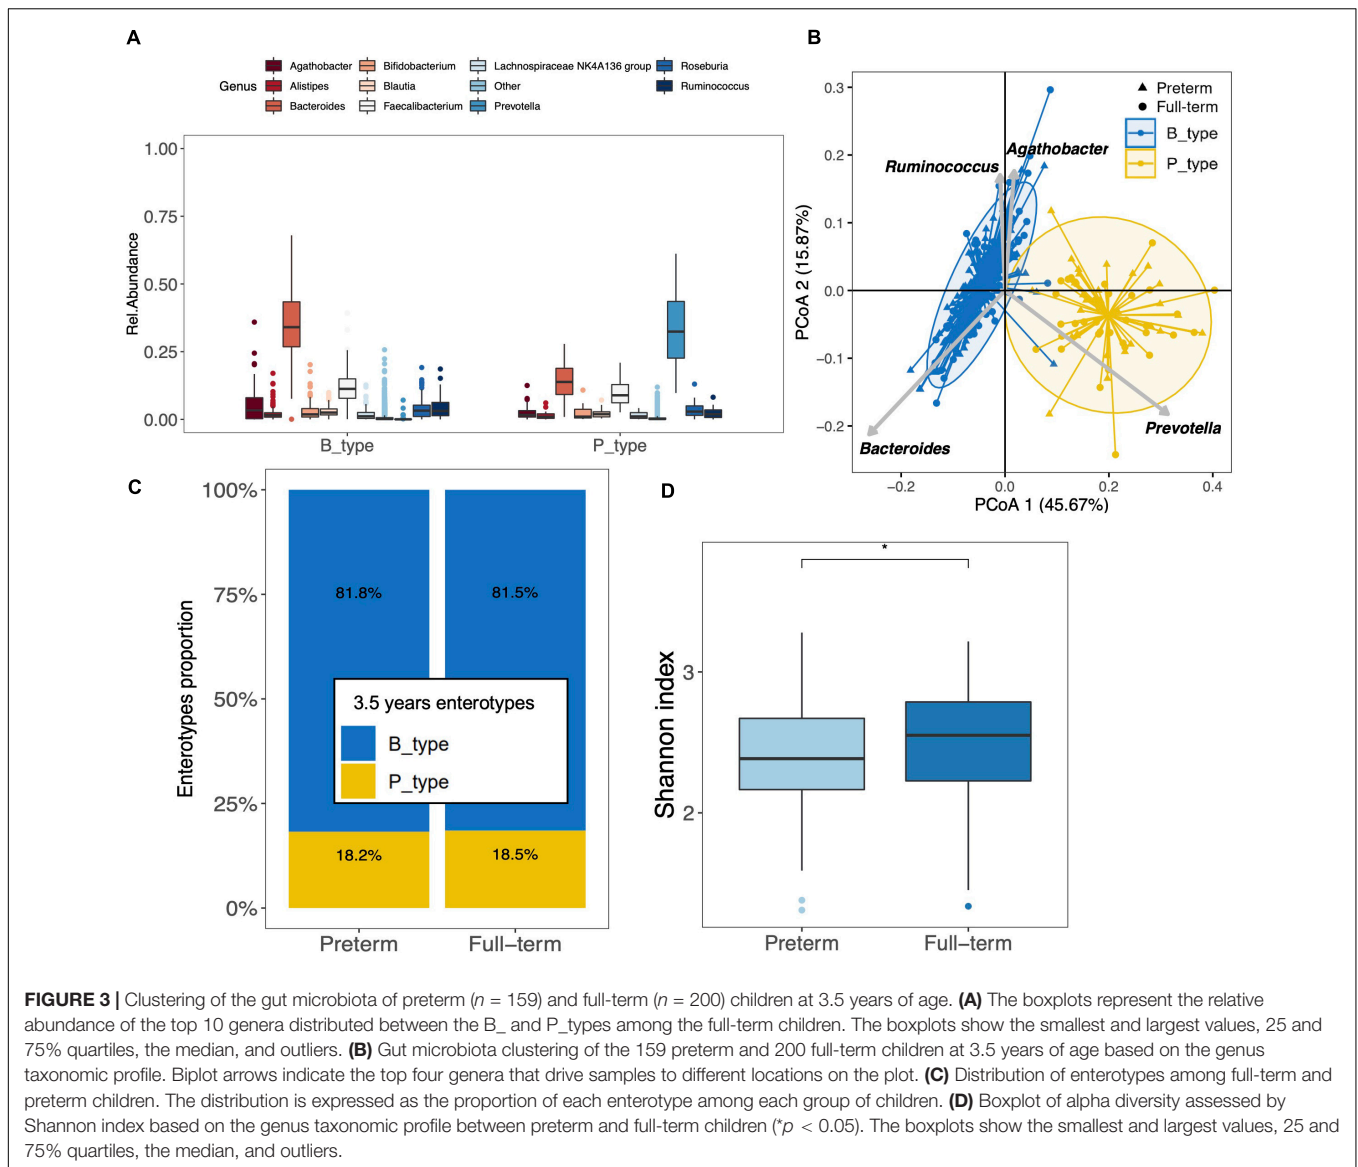 A
Genus
Agathobacter
Alistipes
Bacteroides
Bifidobacterium
Blautia
Faecalibacterium
Lachnospiraceae NK4A136 group
Other
Prevotella
Roseburia
Ruminococcus
Rel.Abundance
1.00
0.75
0.50
0.25
0.00
B_type
P_type
B
Preterm
Full-term
B_type
P_type
Ruminococcus
Agathobacter
Bacteroides
Prevotella
PCoA 2 (15.87%)
0.3
0.2
0.1
0.0
−0.1
−0.2
−0.2
0.0
0.2
0.4
PCoA 1 (45.67%)
C
Enterotypes proportion
100%
75%
50%
25%
0%
81.8%
81.5%
3.5 years enterotypes
B_type
P_type
18.2%
18.5%
Preterm
Full−term
D
*
Shannon index
3
2
Preterm
Full−term
FIGURE 3 | Clustering of the gut microbiota of preterm (n = 159) and full-term (n = 200) children at 3.5 years of age. (A) The boxplots represent the relative
abundance of the top 10 genera distributed between the B_ and P_types among the full-term children. The boxplots show the smallest and largest values, 25 and
75% quartiles, the median, and outliers. (B) Gut microbiota clustering of the 159 preterm and 200 full-term children at 3.5 years of age based on the genus
taxonomic profile. Biplot arrows indicate the top four genera that drive samples to different locations on the plot. (C) Distribution of enterotypes among full-term and
preterm children. The distribution is expressed as the proportion of each enterotype among each group of children. (D) Boxplot of alpha diversity assessed by
Shannon index based on the genus taxonomic profile between preterm and full-term children (*p < 0.05). The boxplots show the smallest and largest values, 25 and
75% quartiles, the median, and outliers.